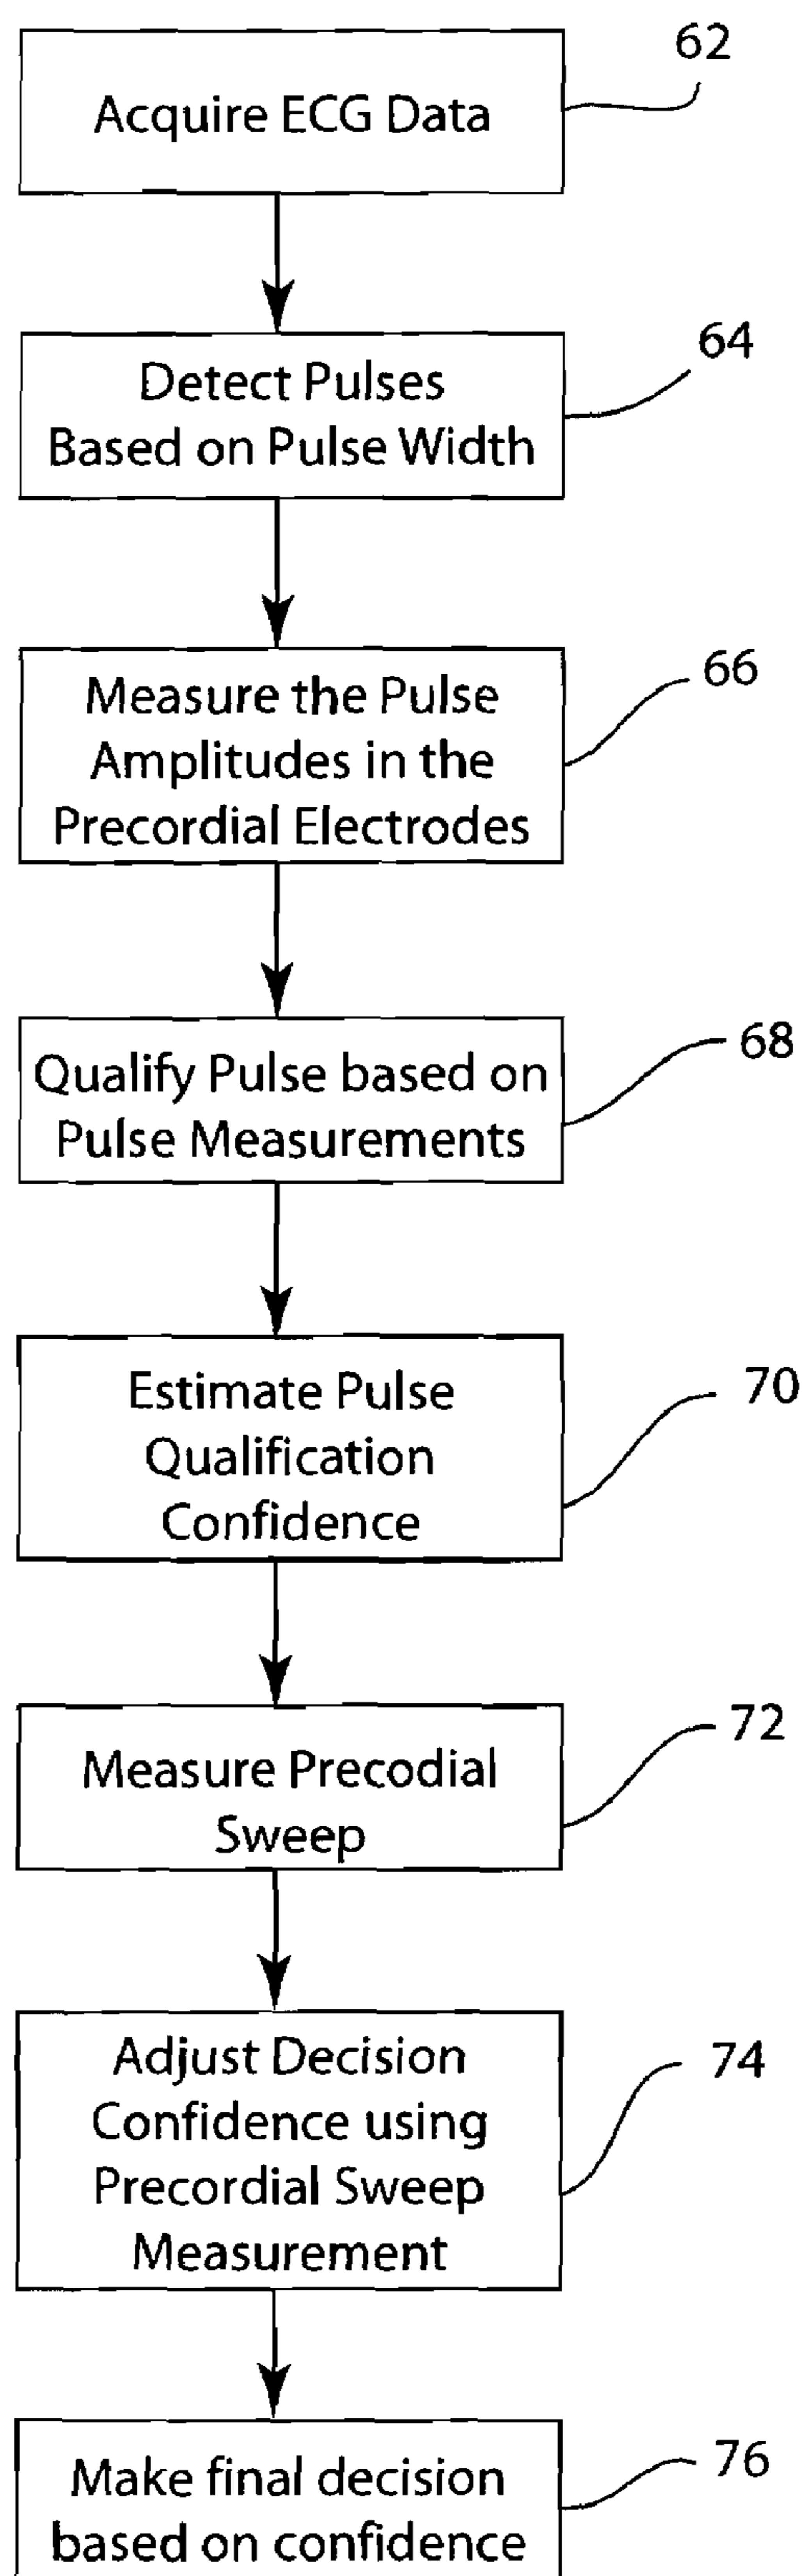 62
Acquire ECG Data
64
Detect Pulses
Based on Pulse Width
66
Measure the Pulse
Amplitudes in the
Precordial Electrodes
68
Qualify Pulse based on
Pulse Measurements
70
Estimate Pulse
Qualification
Confidence
72
Measure Precodial
Sweep
74
Adjust Decision
Confidence using
Precordial Sweep
Measurement
76
Make final decision
based on confidence